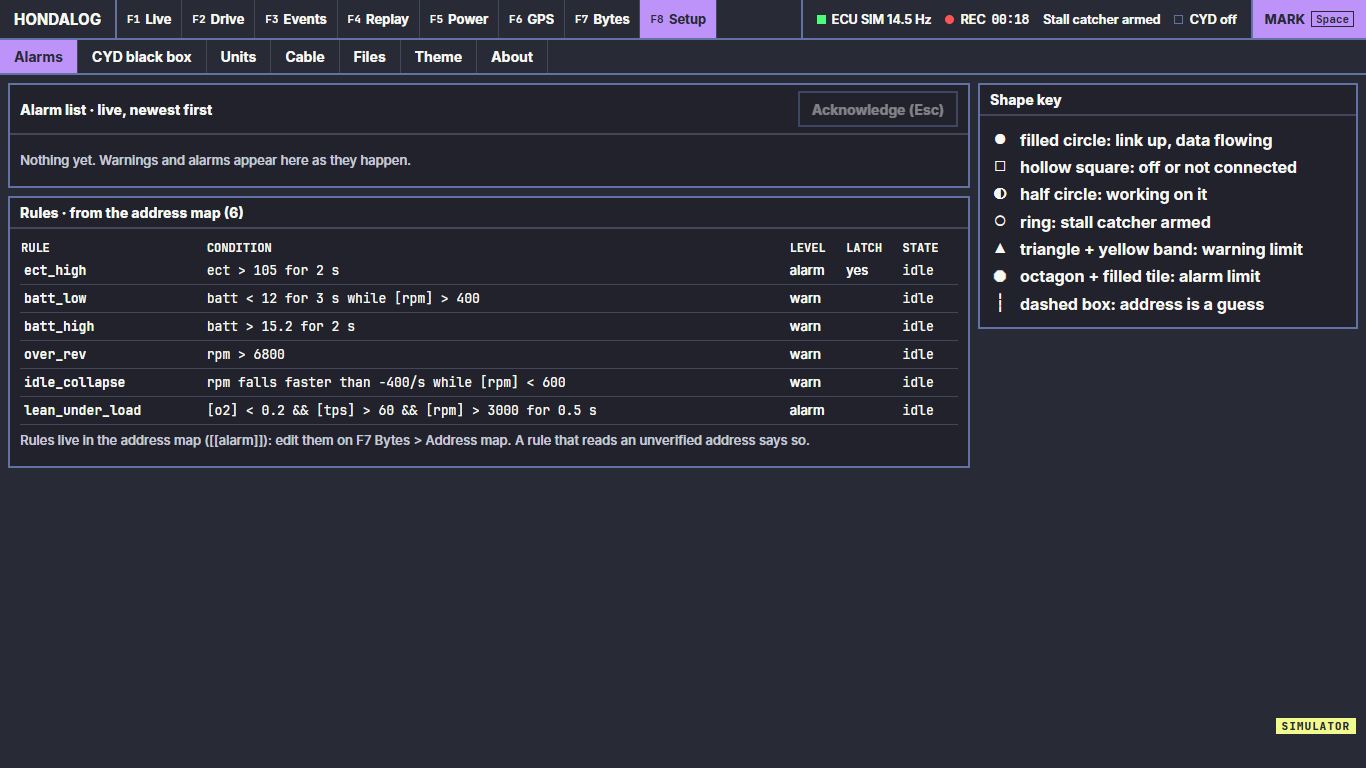 HONDALOG F1 Live F2 Drive F3 Events F4 Replay F5 Power F6 GPS F7 Bytes F8 Setup ECU SIM 14.5 Hz REC 00:18 Stall catcher armed CYD off MARK Space
Alarms CYD black box Units Cable Files Theme About
Alarm list · live, newest first Acknowledge (Esc)
Nothing yet. Warnings and alarms appear here as they happen.
Rules · from the address map (6)
RULE CONDITION LEVEL LATCH STATE
ect_high ect > 105 for 2 s alarm yes idle
batt_low batt < 12 for 3 s while [rpm] > 400 warn idle
batt_high batt > 15.2 for 2 s warn idle
over_rev rpm > 6800 warn idle
idle_collapse rpm falls faster than -400/s while [rpm] < 600 warn idle
lean_under_load [o2] < 0.2 && [tps] > 60 && [rpm] > 3000 for 0.5 s alarm idle
Rules live in the address map ([[alarm]]): edit them on F7 Bytes > Address map. A rule that reads an unverified address says so.
Shape key
filled circle: link up, data flowing
hollow square: off or not connected
half circle: working on it
ring: stall catcher armed
triangle + yellow band: warning limit
octagon + filled tile: alarm limit
dashed box: address is a guess
SIMULATOR